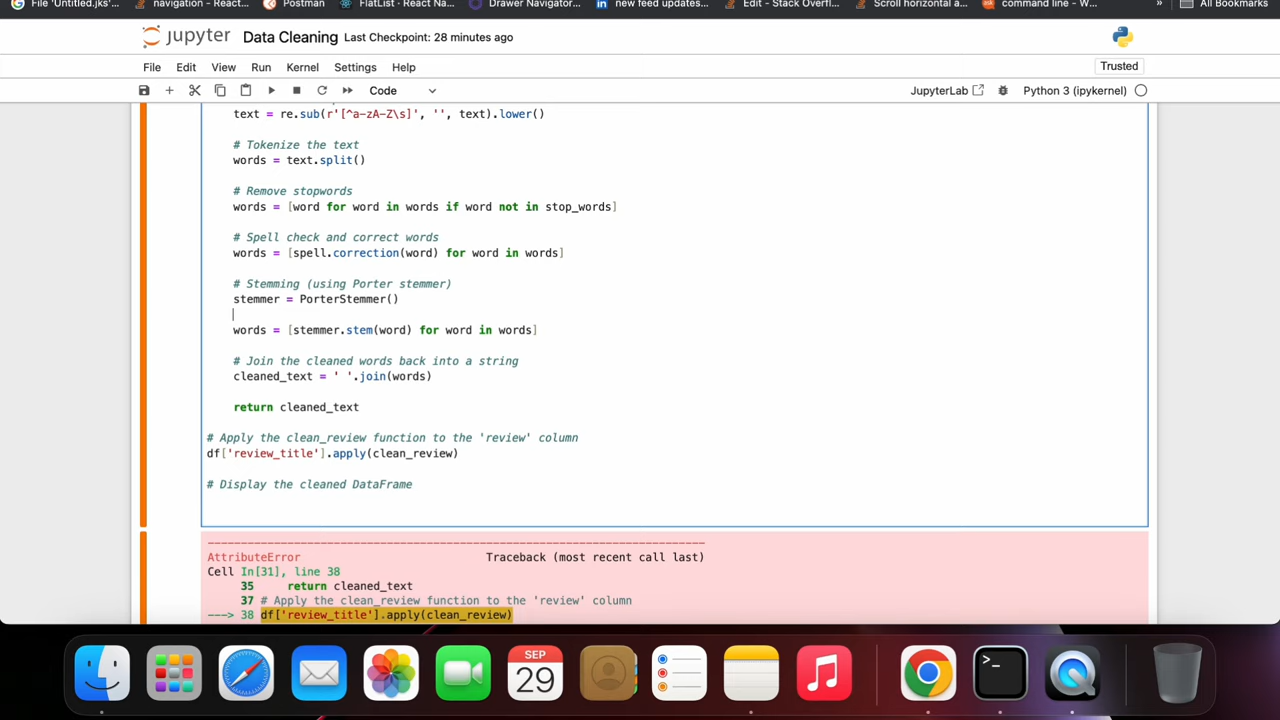 File 'Untitled.jks'...
navigation - React...
Postman
FlatList · React Na...
Drawer Navigator...
new feed updates...
Edit - Stack Overfl...
Scroll horizontal a...
command line - W...
»
All Bookmarks
jupyter Data Cleaning Last Checkpoint: 28 minutes ago
File Edit View Run Kernel Settings Help
Trusted
Code
JupyterLab
Python 3 (ipykernel)
text = re.sub(r'[^a-zA-Z\s]', '', text).lower()
# Tokenize the text
words = text.split()
# Remove stopwords
words = [word for word in words if word not in stop_words]
# Spell check and correct words
words = [spell.correction(word) for word in words]
# Stemming (using Porter stemmer)
stemmer = PorterStemmer()
words = [stemmer.stem(word) for word in words]
# Join the cleaned words back into a string
cleaned_text = ' '.join(words)
return cleaned_text
# Apply the clean_review function to the 'review' column
df['review_title'].apply(clean_review)
# Display the cleaned DataFrame
---------------------------------------------------------------------------
AttributeError Traceback (most recent call last)
Cell In[31], line 38
35 return cleaned_text
37 # Apply the clean_review function to the 'review' column
---> 38 df['review_title'].apply(clean_review)
SEP
29
>_